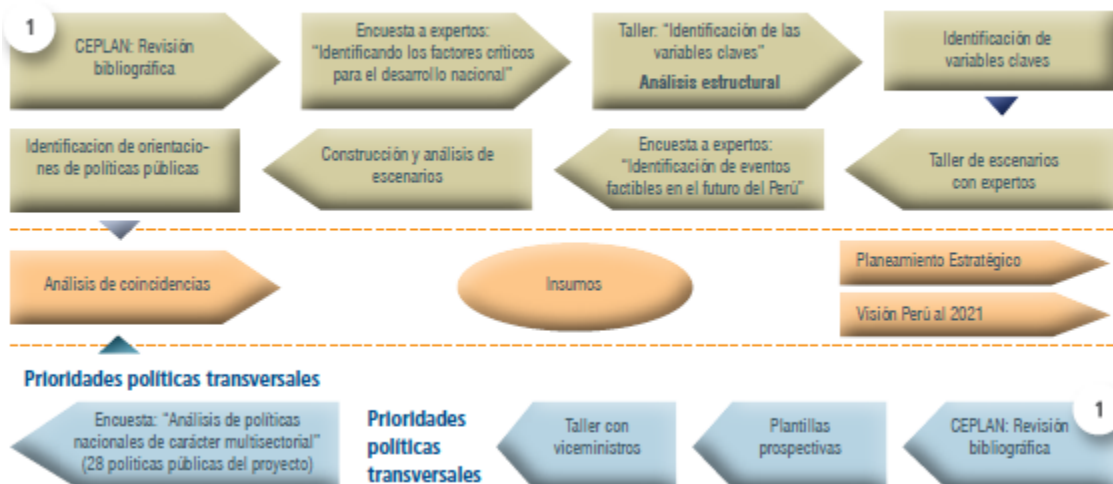 1
CEPLAN: Revisión
bibliográfica
Encuesta a expertos:
“Identificando los factores críticos
para el desarrollo nacional”
Taller: “Identificación de las
variables claves”
Análisis estructural
Identificación de
variables claves
Identificacion de orientacio-
nes de políticas públicas
Construcción y análisis de
escenarios
Encuesta a expertos:
“Identificación de eventos
factibles en el futuro del Perú”
Taller de escenarios
con expertos
Análisis de coincidencias
Insumos
Planeamiento Estratégico
Visión Perú al 2021
Prioridades políticas transversales
Encuesta: “Análisis de políticas
nacionales de carácter multisectorial”
(28 politicas públicas del proyecto)
Prioridades
políticas
transversales
Taller con
viceministros
Plantillas
prospectivas
CEPLAN: Revisión
bibliográfica
1